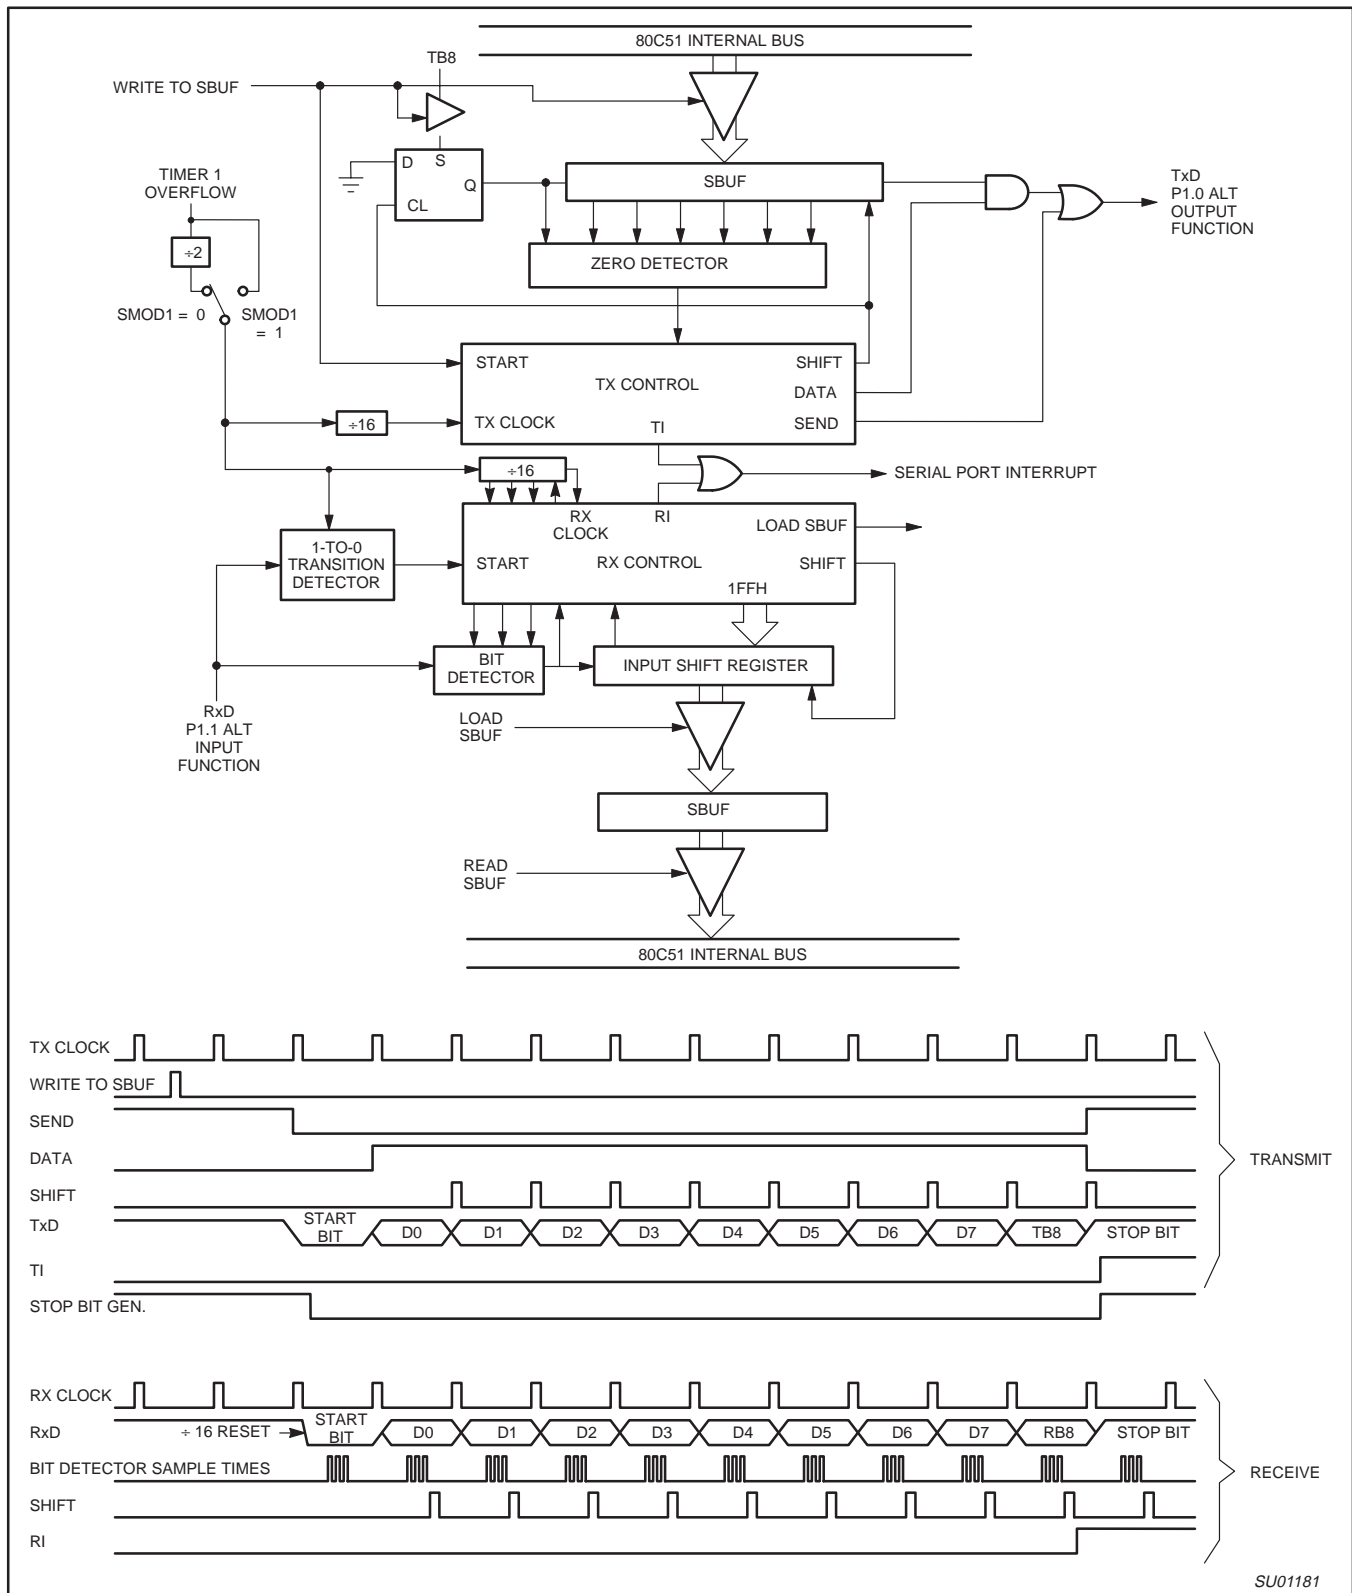 80C51 INTERNAL BUS
TB8
WRITE TO SBUF
D
S
Q
CL
SBUF
TxD
P1.0 ALT
OUTPUT
FUNCTION
TIMER 1
OVERFLOW
÷2
ZERO DETECTOR
SMOD1 = 0
SMOD1
= 1
START
SHIFT
TX CONTROL
DATA
÷16
TX CLOCK
TI
SEND
÷16
SERIAL PORT INTERRUPT
RX
CLOCK
RI
LOAD SBUF
1-TO-0
TRANSITION
DETECTOR
START
RX CONTROL
SHIFT
1FFH
BIT
DETECTOR
INPUT SHIFT REGISTER
RxD
P1.1 ALT
INPUT
FUNCTION
LOAD
SBUF
SBUF
READ
SBUF
80C51 INTERNAL BUS
TX CLOCK
WRITE TO SBUF
SEND
DATA
TRANSMIT
SHIFT
TxD
START
BIT
D0 D1 D2 D3 D4 D5 D6 D7 TB8 STOP BIT
TI
STOP BIT GEN.
RX CLOCK
RxD
÷ 16 RESET
START
BIT
D0 D1 D2 D3 D4 D5 D6 D7 RB8 STOP BIT
BIT DETECTOR SAMPLE TIMES
RECEIVE
SHIFT
RI
SU01181